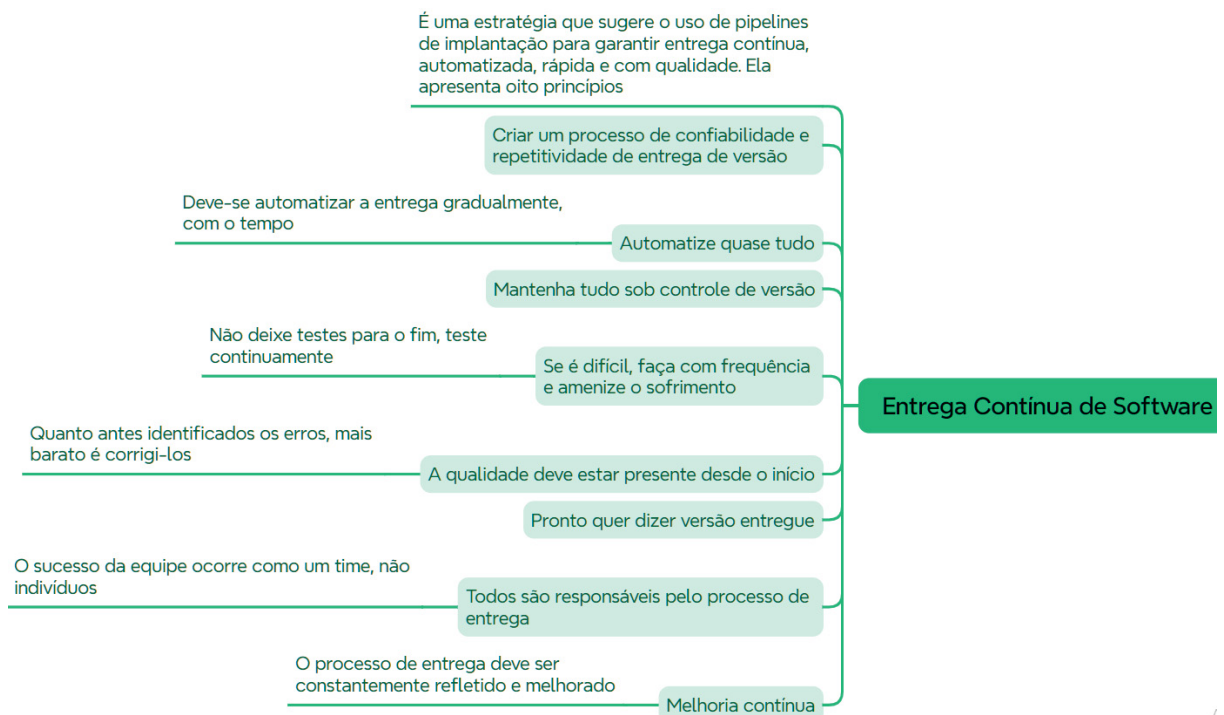 É uma estratégia que sugere o uso de pipelines
de implantação para garantir entrega contínua,
automatizada, rápida e com qualidade. Ela
apresenta oito princípios
Criar um processo de confiabilidade e
repetitividade de entrega de versão
Deve-se automatizar a entrega gradualmente,
com o tempo
Automatize quase tudo
Mantenha tudo sob controle de versão
Não deixe testes para o fim, teste
continuamente
Se é difícil, faça com frequência
e amenize o sofrimento
Entrega Contínua de Software
Quanto antes identificados os erros, mais
barato é corrigi-los
A qualidade deve estar presente desde o início
Pronto quer dizer versão entregue
O sucesso da equipe ocorre como um time, não
indivíduos
Todos são responsáveis pelo processo de
entrega
O processo de entrega deve ser
constantemente refletido e melhorado
Melhoria contínua